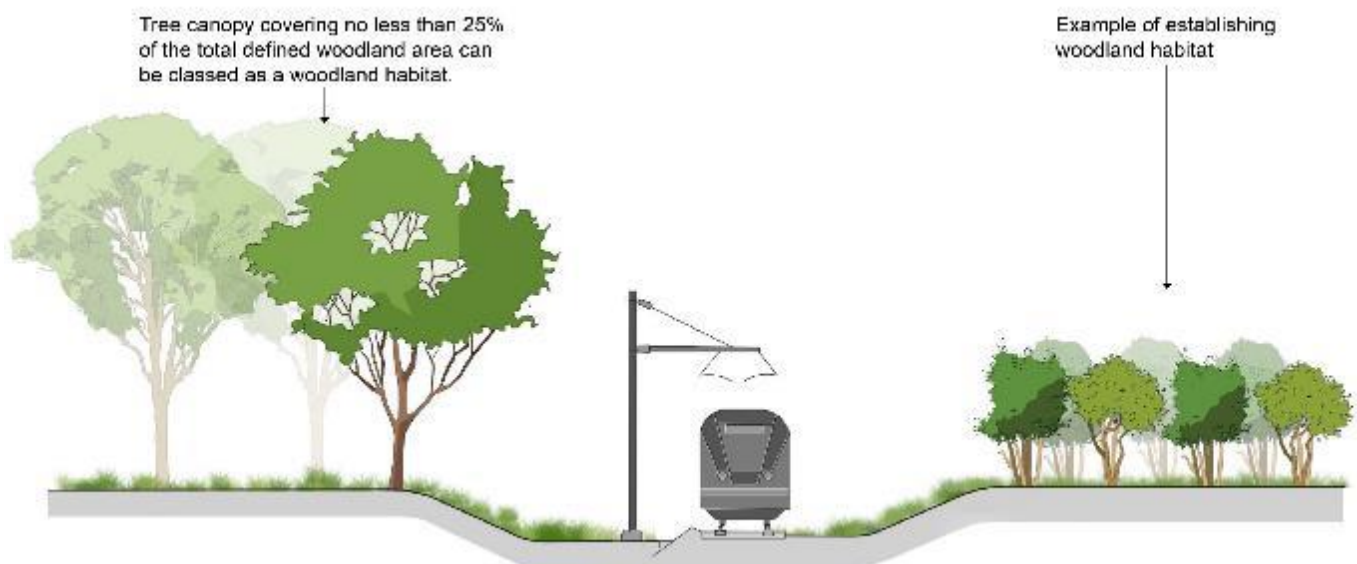 Tree canopy covering no less than 25%
of the total defined woodland area can
be classed as a woodland habitat.
Example of establishing
woodland habitat